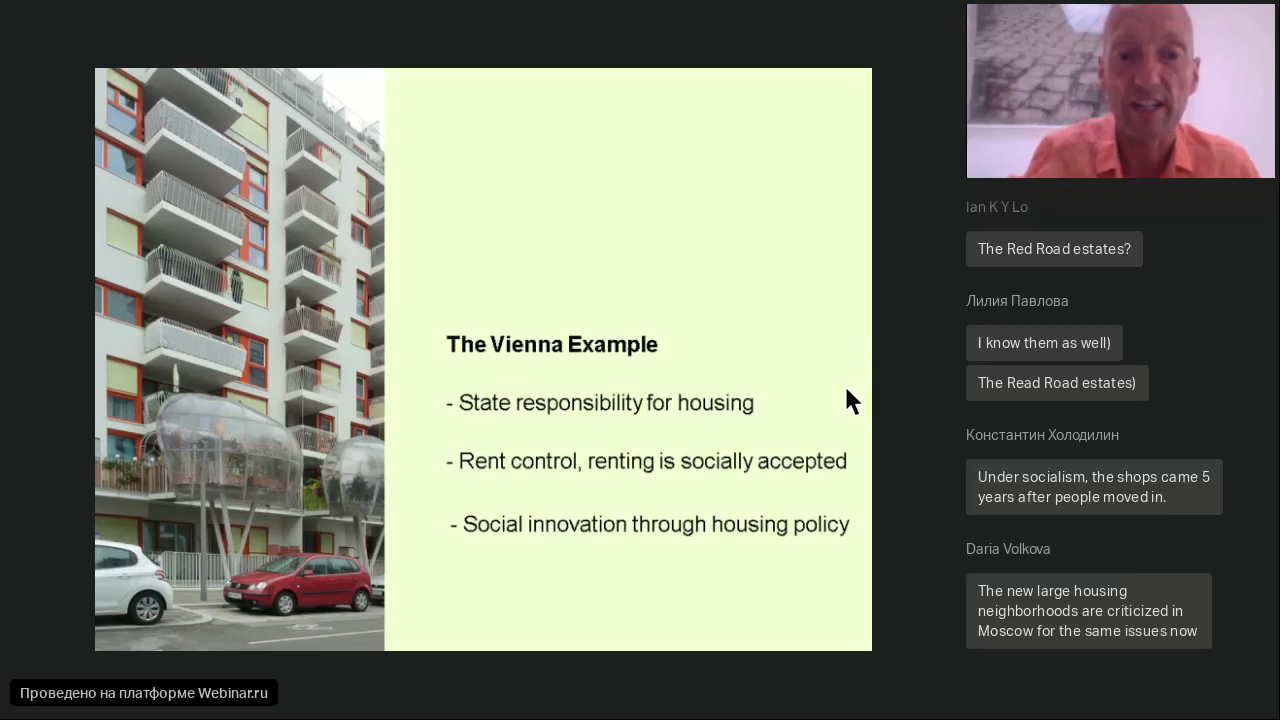 The Vienna Example
- State responsibility for housing
- Rent control, renting is socially accepted
- Social innovation through housing policy
Ian K Y Lo
The Red Road estates?
Лилия Павлова
I know them as well)
The Read Road estates)
Константин Холодилин
Under socialism, the shops came 5
years after people moved in.
Daria Volkova
The new large housing
neighborhoods are criticized in
Moscow for the same issues now
Проведено на платформе Webinar.ru